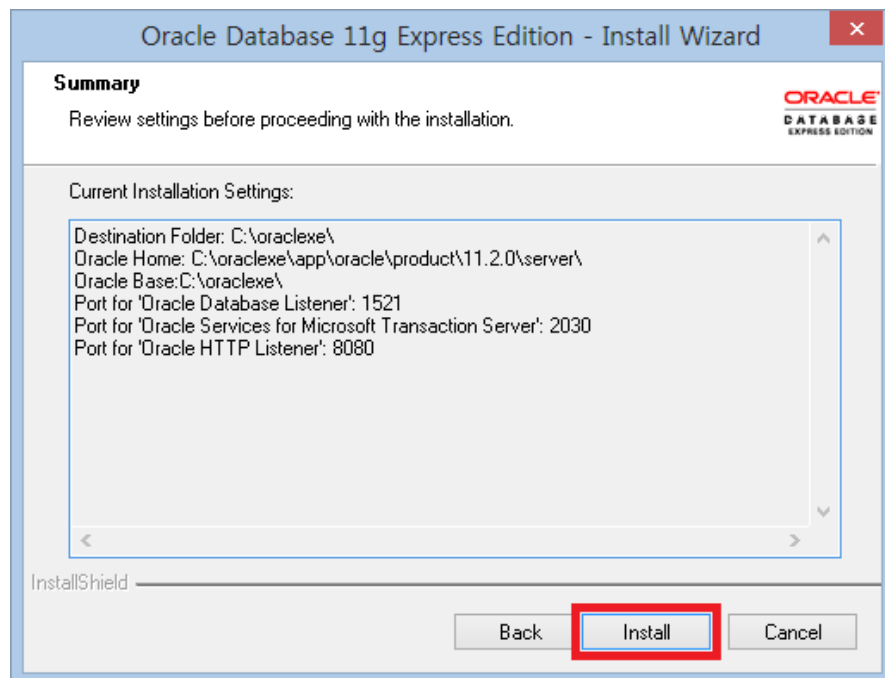 Oracle Database 11g Express Edition - Install Wizard
Summary
Review settings before proceeding with the installation.
ORACLE
DATABASE
EXPRESS EDITION
Current Installation Settings:
Destination Folder: C:\oraclexe\
Oracle Home: C:\oraclexe\app\oracle\product\11.2.0\server\
Oracle Base:C:\oraclexe\
Port for 'Oracle Database Listener': 1521
Port for 'Oracle Services for Microsoft Transaction Server': 2030
Port for 'Oracle HTTP Listener': 8080
InstallShield
Back Install Cancel